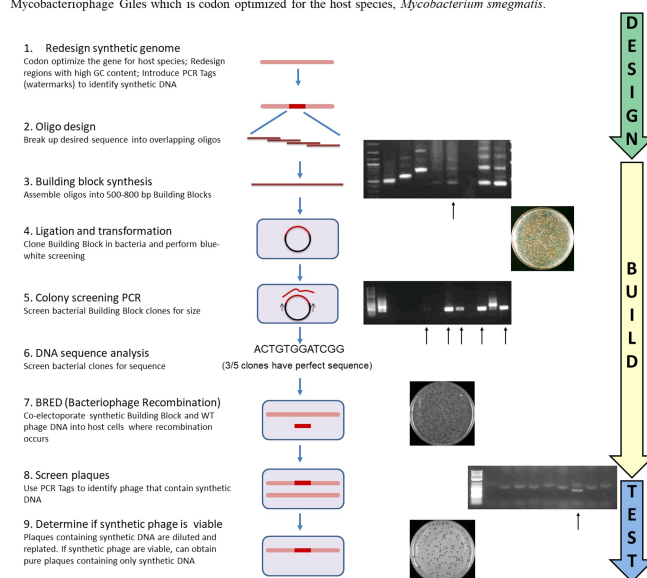 Mycobacteriophage Giles which is codon optimized for the host species, Mycobacterium smegmatis.
1. Redesign synthetic genome
Codon optimize the gene for host species; Redesign
regions with high GC content; Introduce PCR Tags
(watermarks) to identify synthetic DNA
2. Oligo design
Break up desired sequence into overlapping oligos
3. Building block synthesis
Assemble oligos into 500-800 bp Building Blocks
4. Ligation and transformation
Clone Building Block in bacteria and perform blue-
white screening
5. Colony screening PCR
Screen bacterial Building Block clones for size
6. DNA sequence analysis
Screen bacterial clones for sequence
ACTGTGGATCGG
(3/5 clones have perfect sequence)
7. BRED (Bacteriophage Recombination)
Co-electoporate synthetic Building Block and WT
phage DNA into host cells where recombination
occurs
8. Screen plaques
Use PCR Tags to identify phage that contain synthetic
DNA
9. Determine if synthetic phage is viable
Plaques containing synthetic DNA are diluted and
replated. If synthetic phage are viable, can obtain
pure plaques containing only synthetic DNA
DESIGN
BUILD
TEST